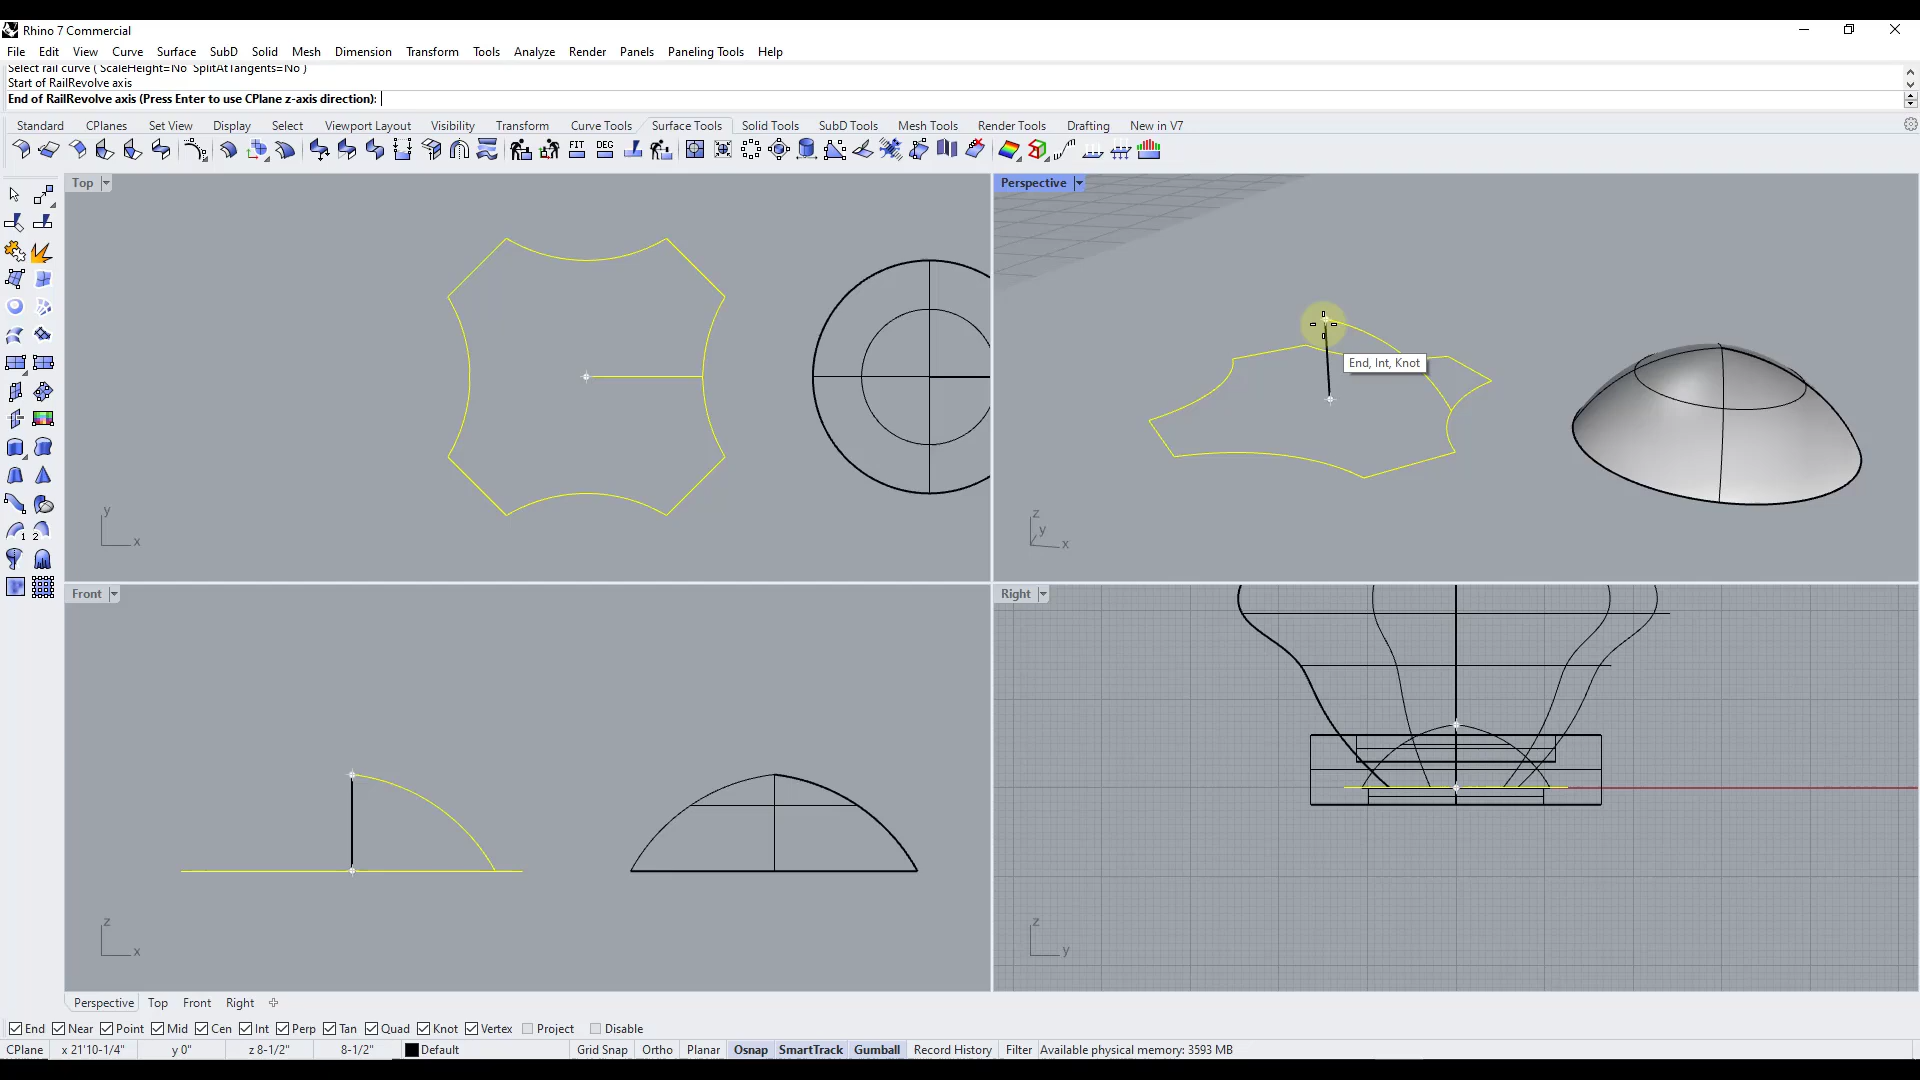 Rhino 7 Commercial
File Edit View Curve Surface SubD Solid Mesh Dimension Transform Tools Analyze Render Panels Paneling Tools Help
Select rail curve ( ScaleHeight=No SplitAtTangents=No )
Start of RailRevolve axis
End of RailRevolve axis (Press Enter to use CPlane z-axis direction):
Standard CPlanes Set View Display Select Viewport Layout Visibility Transform Curve Tools Surface Tools Solid Tools SubD Tools Mesh Tools Render Tools Drafting New in V7
FIT DEG
Top
Perspective
End, Int, Knot
y
x
z
y
x
1 2
Front
Right
z
x
z
y
Perspective Top Front Right
End Near Point Mid Cen Int Perp Tan Quad Knot Vertex Project Disable
CPlane x 21'10-1/4" y 0" z 8-1/2" 8-1/2" Default Grid Snap Ortho Planar Osnap SmartTrack Gumball Record History Filter Available physical memory: 3593 MB